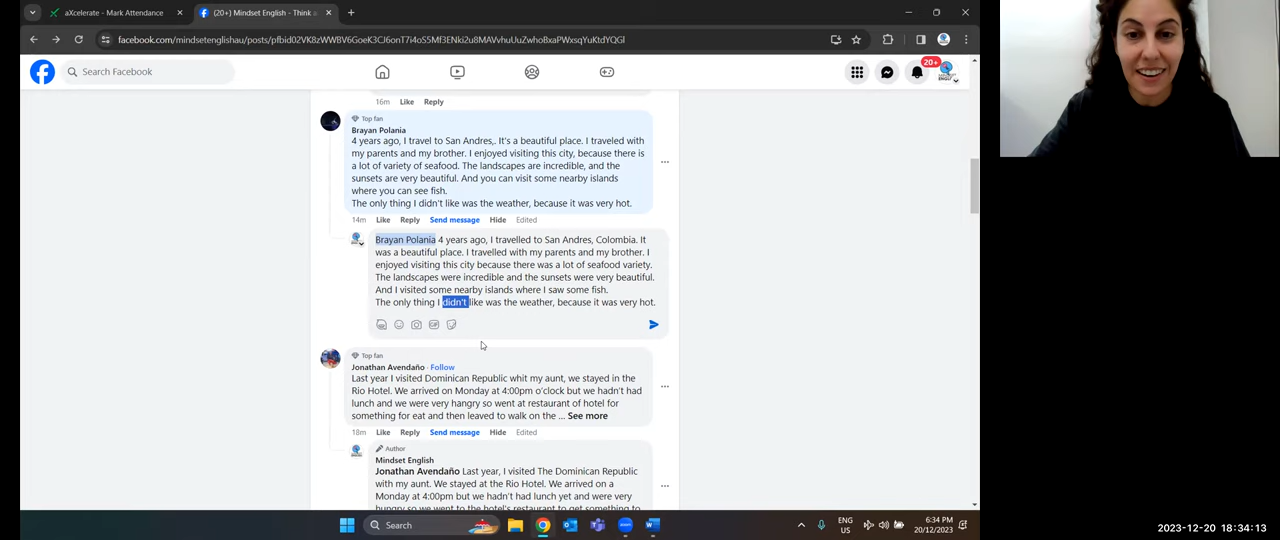 aXcelerate - Mark Attendance
(20+) Mindset English - Think
facebook.com/mindsetenglishau/posts/
Search Facebook
20+
16m Like Reply
Top fan
Brayan Polania
4 years ago, I travel to San Andres,. It's a beautiful place. I traveled with
my parents and my brother. I enjoyed visiting this city, because there is
a lot of variety of seafood. The landscapes are incredible, and the
sunsets are very beautiful. And you can visit some nearby islands
where you can see fish.
The only thing I didn't like was the weather, because it was very hot.
14m Like Reply Send message Hide Edited
Brayan Polania 4 years ago, I travelled to San Andres, Colombia. It
was a beautiful place. I travelled with my parents and my brother. I
enjoyed visiting this city because there was a lot of seafood variety.
The landscapes were incredible and the sunsets were very beautiful.
And I visited some nearby islands where I saw some fish.
The only thing I didn't like was the weather, because it was very hot.
Top fan
Jonathan Avendaño · Follow
Last year I visited Dominican Republic whit my aunt, we stayed in the
Rio Hotel. We arrived on Monday at 4:00pm o'clock but we hadn't had
lunch and we were very hangry so went at restaurant of hotel for
something for eat and then leaved to walk on the ... See more
18m Like Reply Send message Hide Edited
Author
Mindset English
Jonathan Avendaño Last year, I visited The Dominican Republic
with my aunt. We stayed at the Rio Hotel. We arrived on a
Monday at 4:00pm but we hadn't had lunch yet and were very
hungry so we went to the hotel's restaurant to get something to
Search
ENG
US
6:34 PM
20/12/2023
2023-12-20 18:34:13